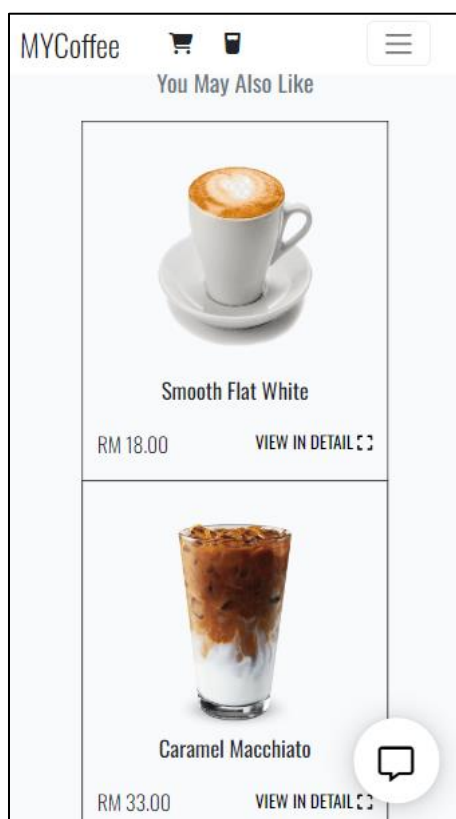 MYCoffee
You May Also Like
Smooth Flat White
RM 18.00 VIEW IN DETAIL
Caramel Macchiato
RM 33.00 VIEW IN DETAIL